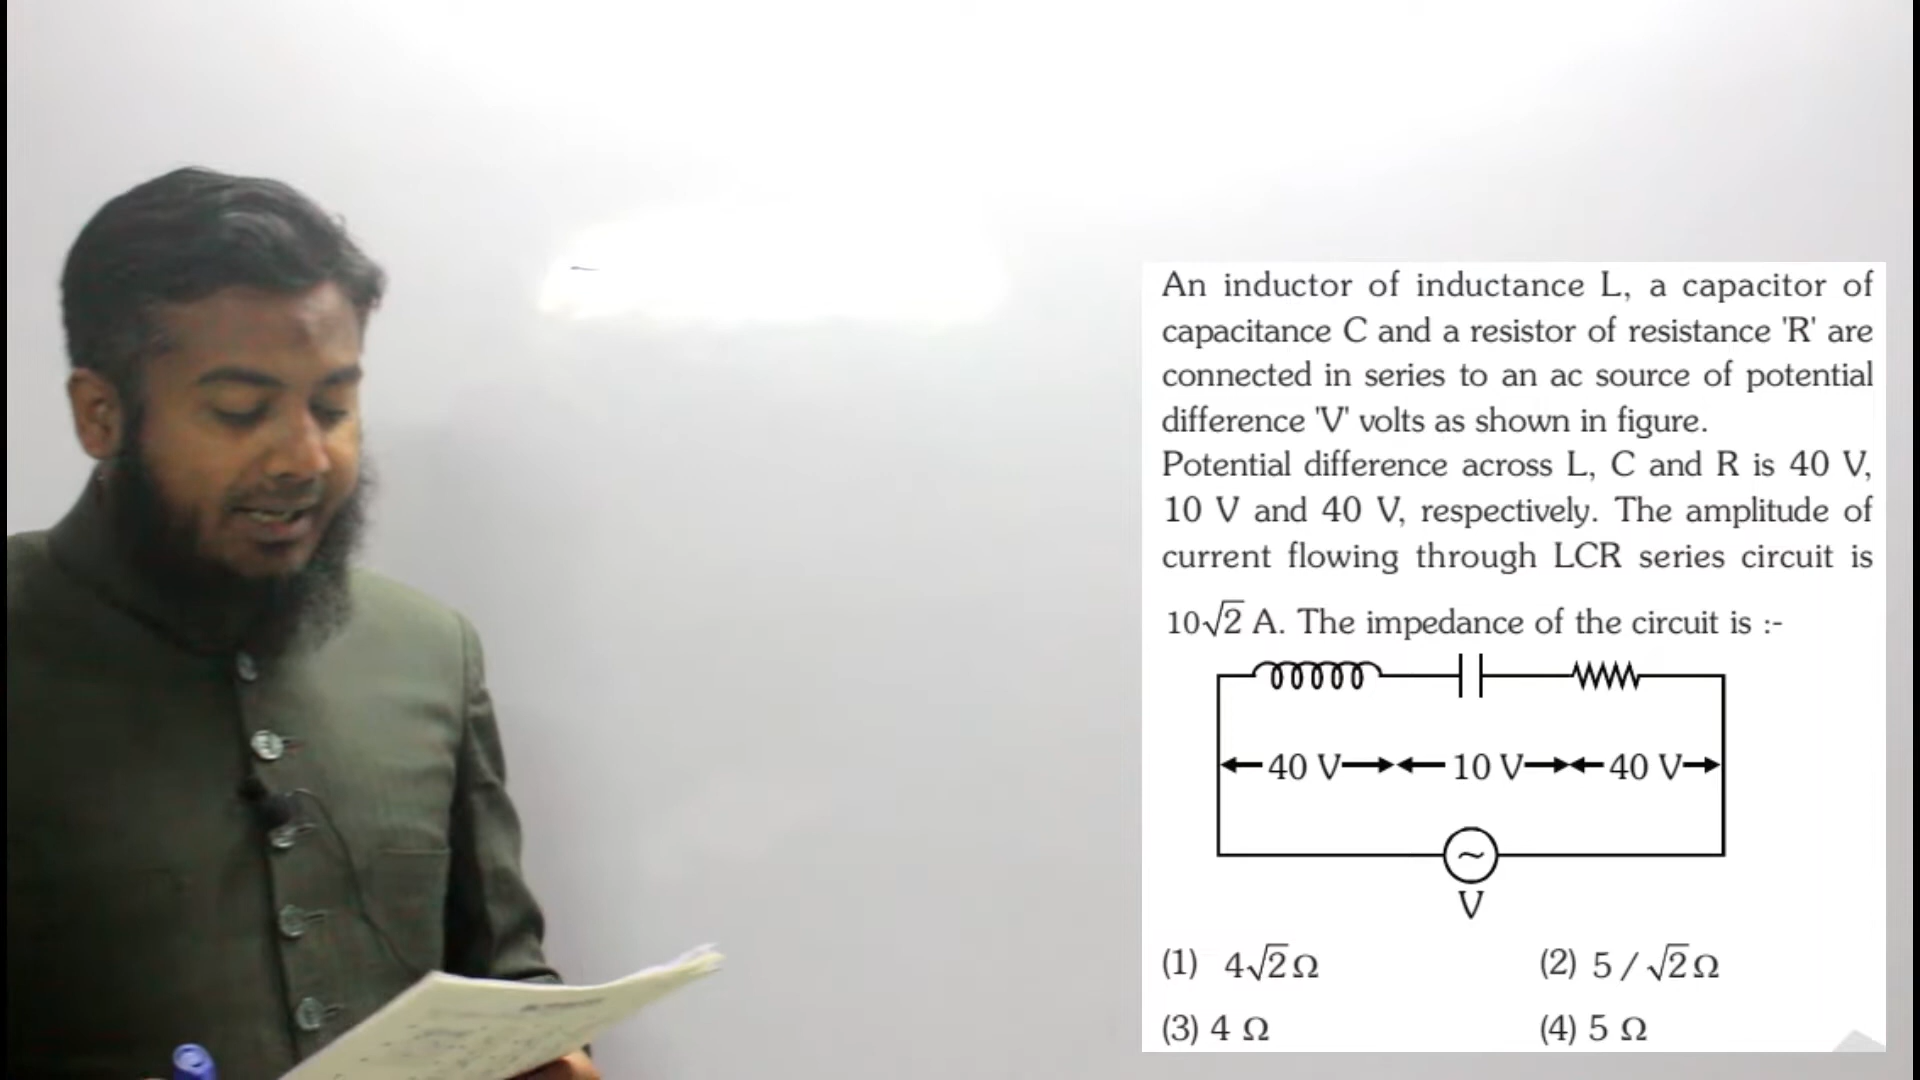 An inductor of inductance L, a capacitor of
capacitance C and a resistor of resistance 'R' are
connected in series to an ac source of potential
difference 'V' volts as shown in figure.
Potential difference across L, C and R is 40 V,
10 V and 40 V, respectively. The amplitude of
current flowing through LCR series circuit is
10√2 A. The impedance of the circuit is :-
40 V 10 V 40 V
~
V
(1) 4√2 Ω (2) 5 / √2 Ω
(3) 4 Ω (4) 5 Ω